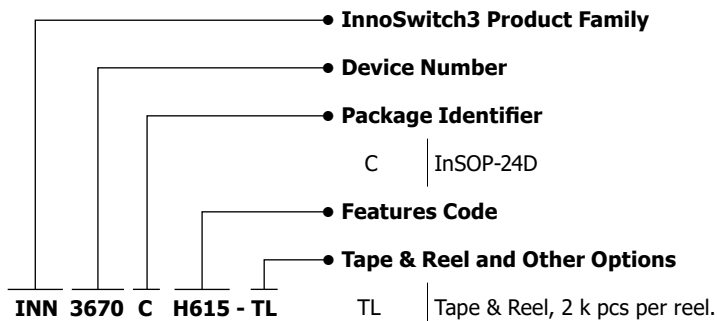 InnoSwitch3 Product Family
Device Number
Package Identifier
C InSOP-24D
Features Code
Tape & Reel and Other Options
INN 3670 C H615 - TL TL Tape & Reel, 2 k pcs per reel.